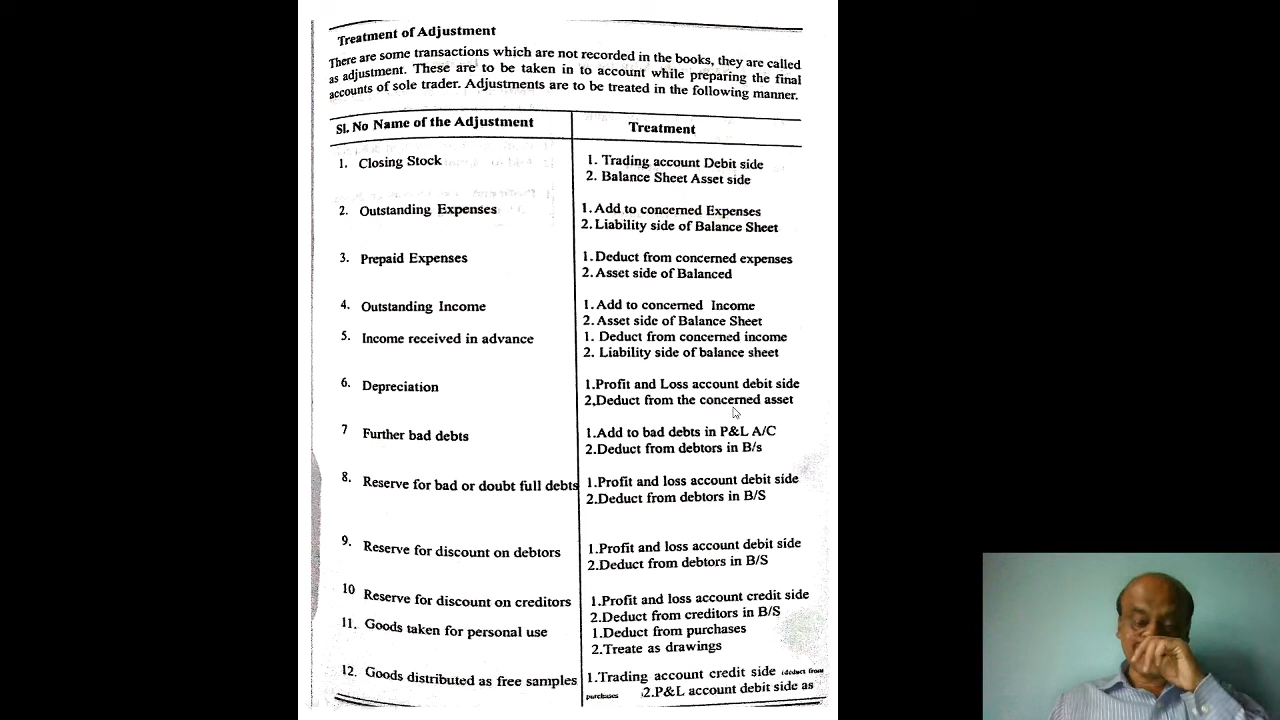 Treatment of Adjustment
There are some transactions which are not recorded in the books, they are called
as adjustment. These are to be taken in to account while preparing the final
accounts of sole trader. Adjustments are to be treated in the following manner.
Sl. No Name of the Adjustment Treatment
1. Closing Stock 1. Trading account Debit side
2. Balance Sheet Asset side
2. Outstanding Expenses 1. Add to concerned Expenses
2. Liability side of Balance Sheet
3. Prepaid Expenses 1. Deduct from concerned expenses
2. Asset side of Balanced
4. Outstanding Income 1. Add to concerned Income
2. Asset side of Balance Sheet
5. Income received in advance 1. Deduct from concerned income
2. Liability side of balance sheet
6. Depreciation 1.Profit and Loss account debit side
2,Deduct from the concerned asset
7 Further bad debts 1.Add to bad debts in P&L A/C
2.Deduct from debtors in B/s
8. Reserve for bad or doubt full debts 1.Profit and loss account debit side
2.Deduct from debtors in B/S
9. Reserve for discount on debtors 1.Profit and loss account debit side
2.Deduct from debtors in B/S
10 Reserve for discount on creditors 1.Profit and loss account credit side
2.Deduct from creditors in B/S
11. Goods taken for personal use 1.Deduct from purchases
2.Treate as drawings
12. Goods distributed as free samples 1.Trading account credit side (deduct from
purchases 2.P&L account debit side as